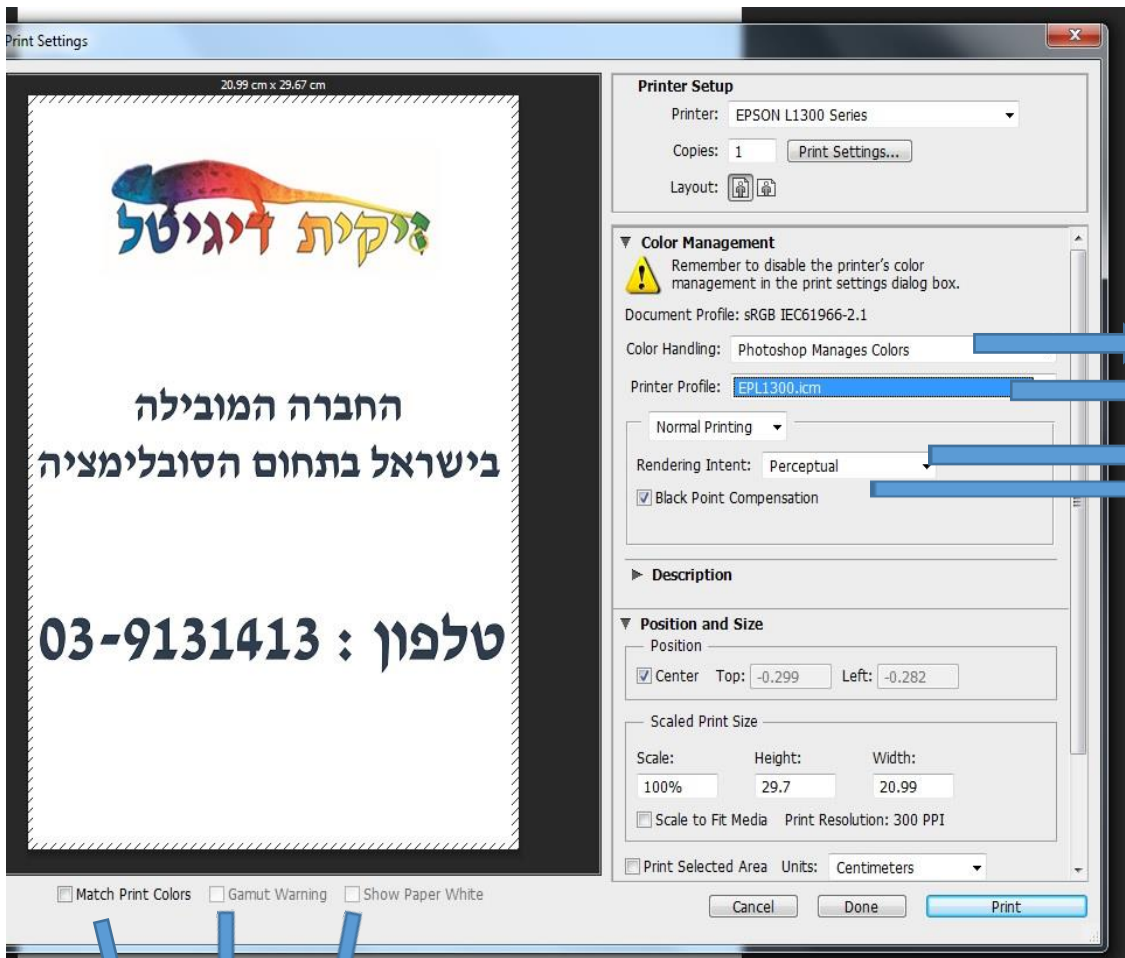 Print Settings
20.99 cm x 29.67 cm
זיקית דיגיטל
החברה המובילה
בישראל בתחום הסובלימציה
טלפון : 03-9131413
Match Print Colors Gamut Warning Show Paper White
Printer Setup
Printer: EPSON L1300 Series
Copies: 1 Print Settings...
Layout:
Color Management
Remember to disable the printer's color
management in the print settings dialog box.
Document Profile: sRGB IEC61966-2.1
Color Handling: Photoshop Manages Colors
Printer Profile: EPL1300.icm
Normal Printing
Rendering Intent: Perceptual
Black Point Compensation
Description
Position and Size
Position
Center Top: -0.299 Left: -0.282
Scaled Print Size
Scale: Height: Width:
100% 29.7 20.99
Scale to Fit Media Print Resolution: 300 PPI
Print Selected Area Units: Centimeters
Cancel Done Print